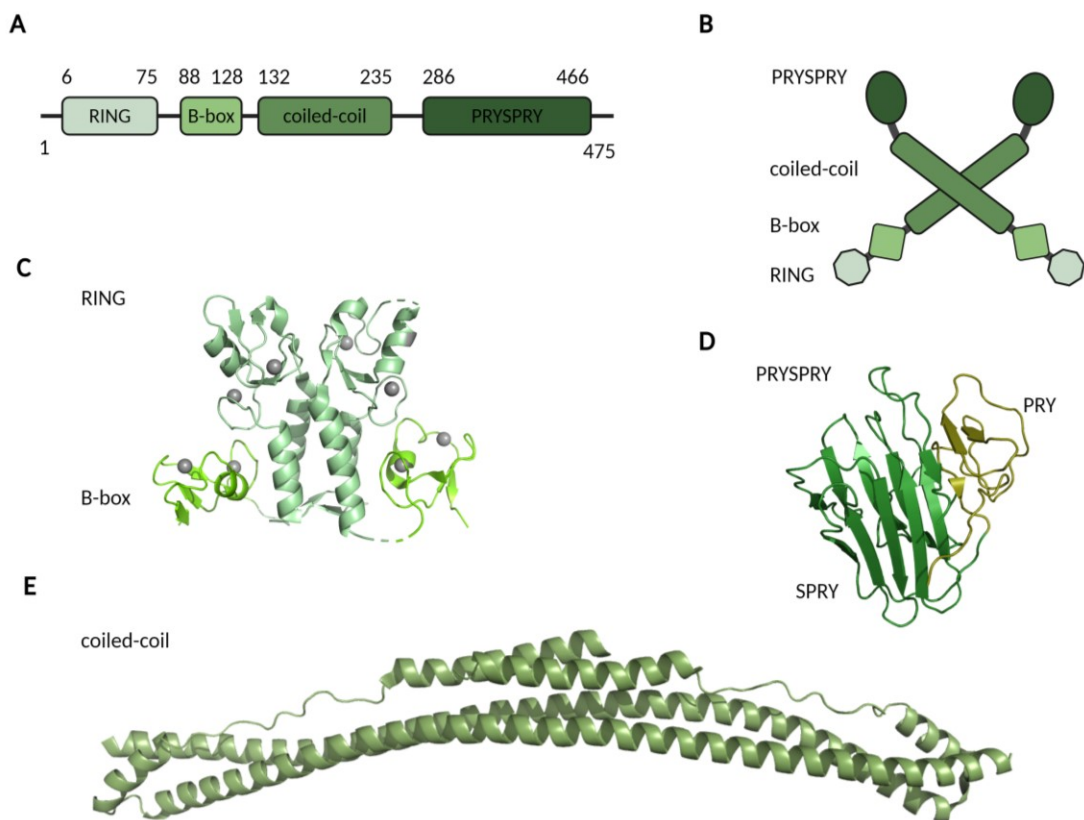 A
6 75 88 128 132 235 286 466
RING B-box coiled-coil PRYSPRY
1 475
B
PRYSPRY
coiled-coil
B-box
RING
C
RING
B-box
D
PRYSPRY
PRY
SPRY
E
coiled-coil